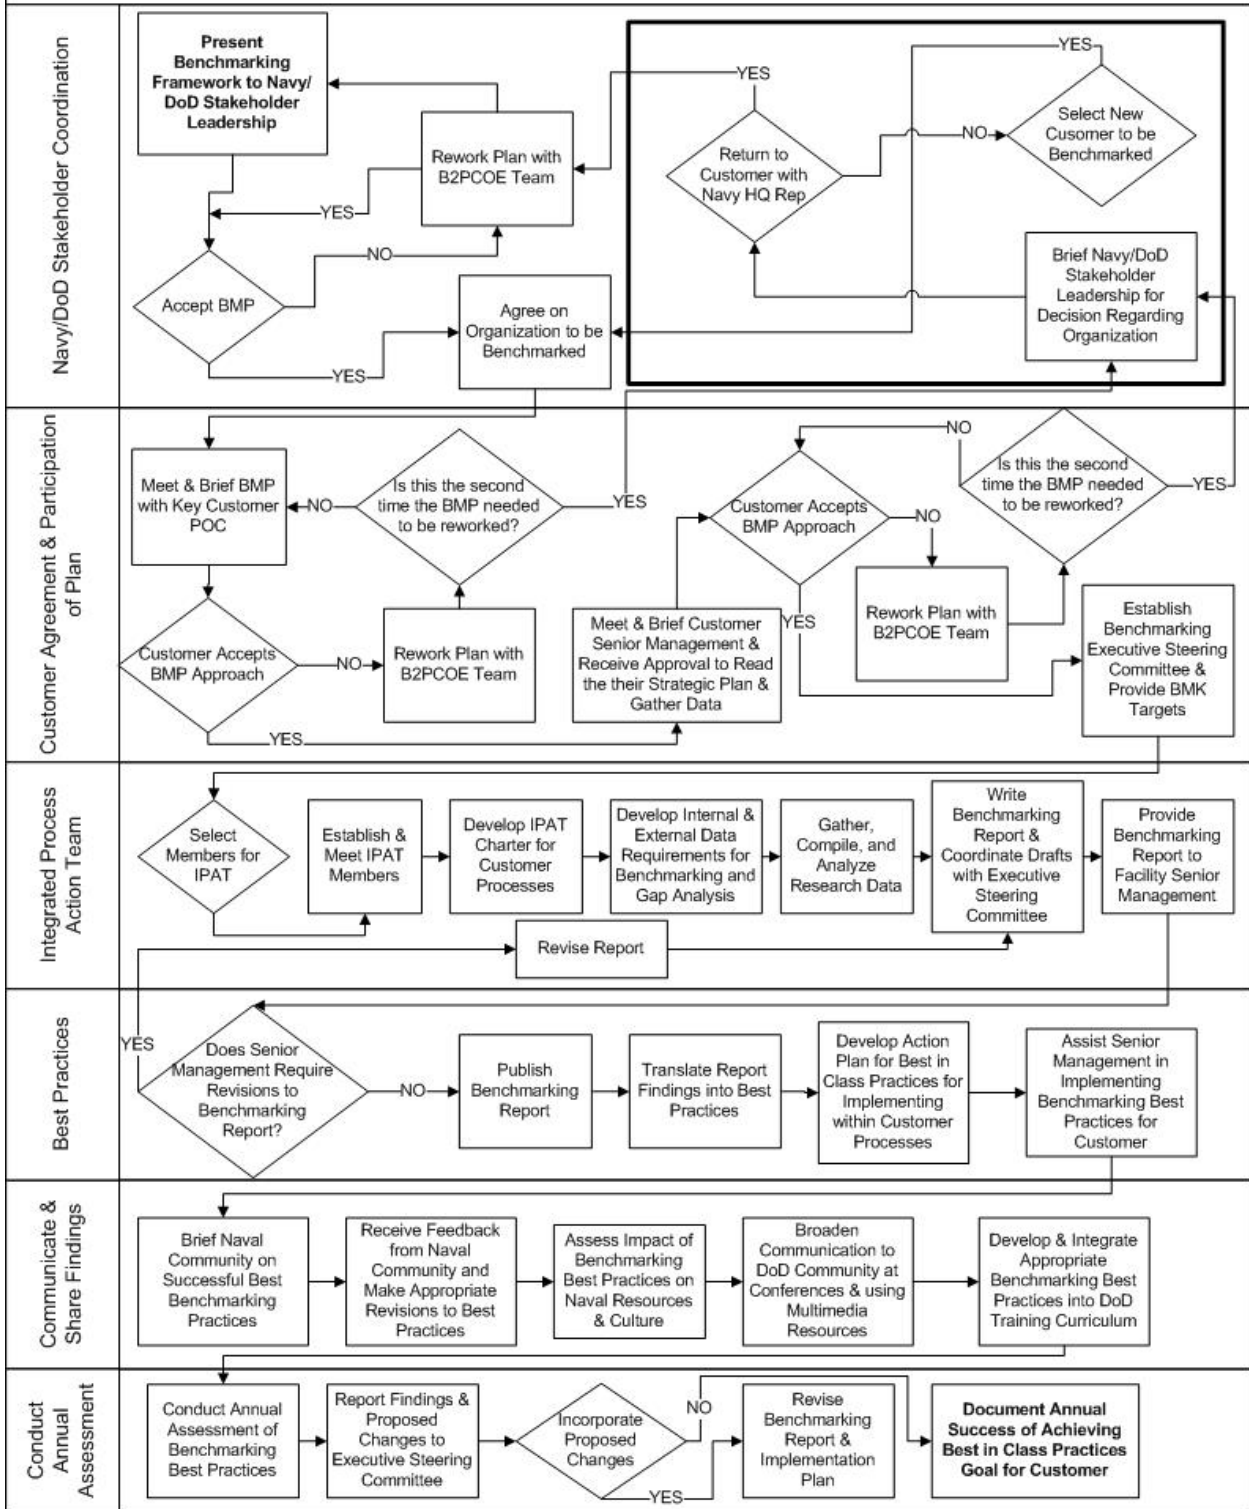 Navy/DoD Stakeholder Coordination
Present
Benchmarking
Framework to Navy/
DoD Stakeholder
Leadership
Rework Plan with
B2PCOE Team
YES
NO
Accept BMP
YES
Agree on
Organization to be
Benchmarked
YES
Return to
Customer with
Navy HQ Rep
NO
YES
Select New
Cusomer to be
Benchmarked
Brief Navy/DoD
Stakeholder
Leadership for
Decision Regarding
Organization
Customer Agreement & Participation
of Plan
Meet & Brief BMP
with Key Customer
POC
NO
Is this the second
time the BMP needed
to be reworked?
YES
Customer Accepts
BMP Approach
NO
Rework Plan with
B2PCOE Team
YES
Meet & Brief Customer
Senior Management &
Receive Approval to Read
the their Strategic Plan &
Gather Data
Customer Accepts
BMP Approach
NO
NO
YES
Rework Plan with
B2PCOE Team
Is this the second
time the BMP needed
to be reworked?
YES
Establish
Benchmarking
Executive Steering
Committee &
Provide BMK
Targets
Integrated Process
Action Team
Select
Members for
IPAT
Establish &
Meet IPAT
Members
Develop IPAT
Charter for
Customer
Processes
Develop Internal &
External Data
Requirements for
Benchmarking and
Gap Analysis
Gather,
Compile, and
Analyze
Research Data
Write
Benchmarking
Report &
Coordinate Drafts
with Executive
Steering
Committee
Provide
Benchmarking
Report to
Facility Senior
Management
Revise Report
Best Practices
YES
Does Senior
Management Require
Revisions to
Benchmarking
Report?
NO
Publish
Benchmarking
Report
Translate Report
Findings into Best
Practices
Develop Action
Plan for Best in
Class Practices for
Implementing
within Customer
Processes
Assist Senior
Management in
Implementing
Benchmarking Best
Practices for
Customer
Communicate &
Share Findings
Brief Naval
Community on
Successful Best
Benchmarking
Practices
Receive Feedback
from Naval
Community and
Make Appropriate
Revisions to Best
Practices
Assess Impact of
Benchmarking
Best Practices on
Naval Resources
& Culture
Broaden
Communication to
DoD Community at
Conferences & using
Multimedia
Resources
Develop & Integrate
Appropriate
Benchmarking Best
Practices into DoD
Training Curriculum
Conduct
Annual
Assessment
Conduct Annual
Assessment of
Benchmarking
Best Practices
Report Findings &
Proposed
Changes to
Executive Steering
Committee
Incorporate
Proposed
Changes
NO
YES
Revise
Benchmarking
Report &
Implementation
Plan
Document Annual
Success of Achieving
Best in Class Practices
Goal for Customer